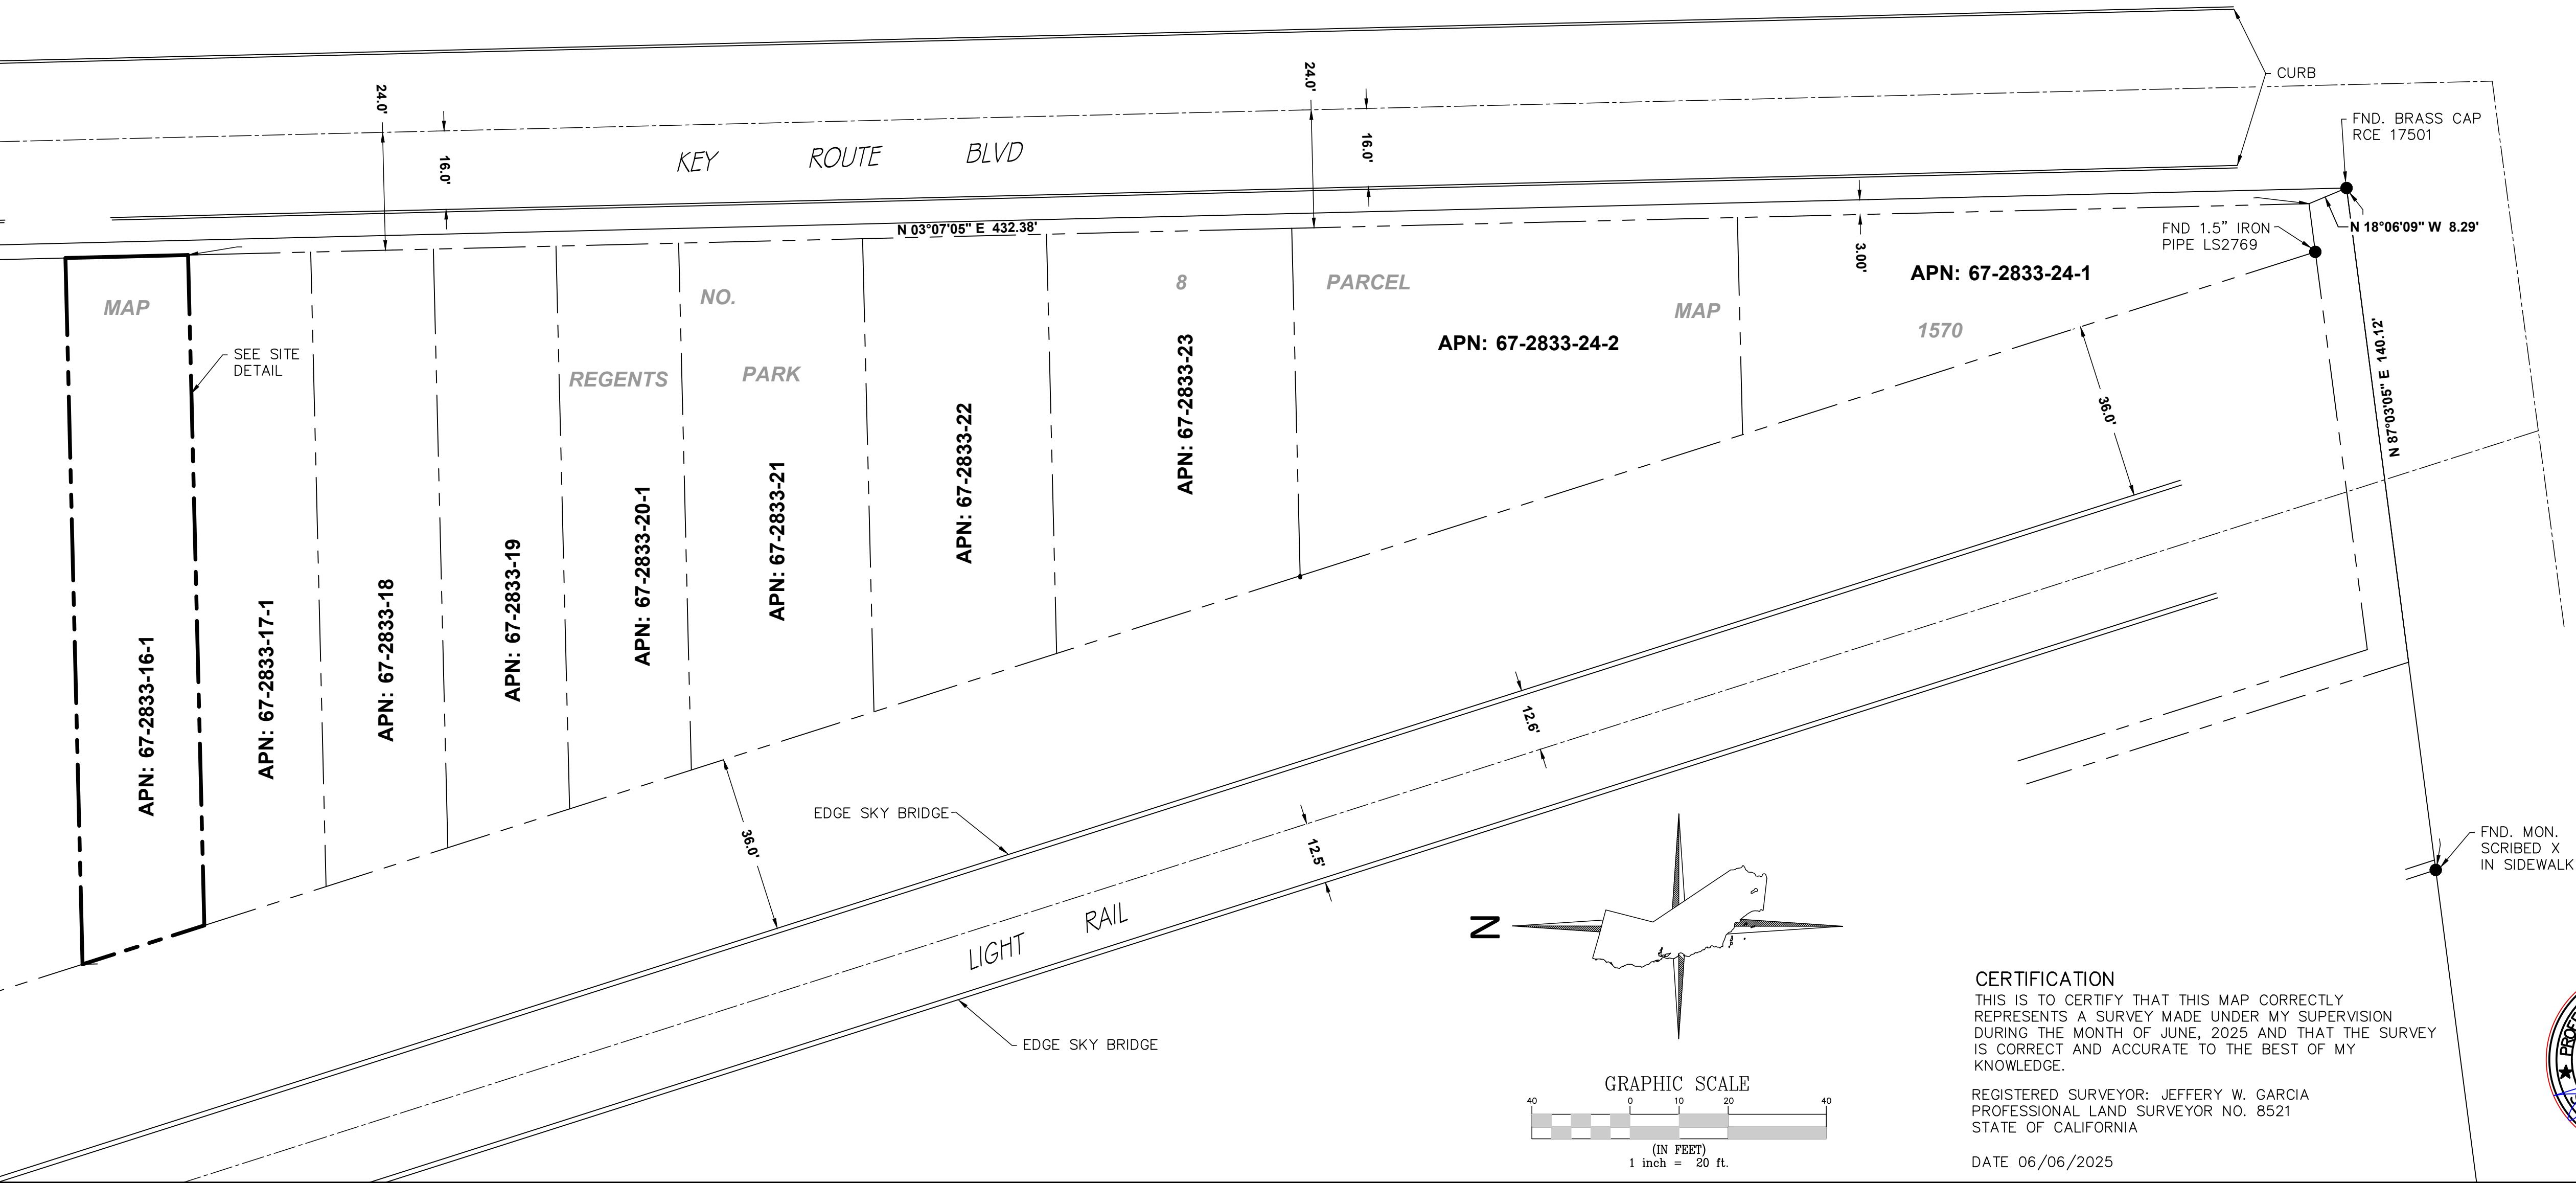 CURB
FND. BRASS CAP
RCE 17501
24.0'
16.0'
24.0'
16.0'
KEY ROUTE BLVD
N 03°07'05" E 432.38'
3.00'
FND 1.5" IRON
PIPE LS2769
N 18°06'09" W 8.29'
MAP
NO.
8
PARCEL
MAP
1570
REGENTS
PARK
SEE SITE
DETAIL
APN: 67-2833-16-1
APN: 67-2833-17-1
APN: 67-2833-18
APN: 67-2833-19
APN: 67-2833-20-1
APN: 67-2833-21
APN: 67-2833-22
APN: 67-2833-23
APN: 67-2833-24-2
APN: 67-2833-24-1
36.0'
N 87°03'05" E 140.12'
36.0'
12.6'
12.5'
EDGE SKY BRIDGE
LIGHT RAIL
EDGE SKY BRIDGE
FND. MON.
SCRIBED X
IN SIDEWALK
N
GRAPHIC SCALE
40 0 10 20 40
(IN FEET)
1 inch = 20 ft.
CERTIFICATION
THIS IS TO CERTIFY THAT THIS MAP CORRECTLY
REPRESENTS A SURVEY MADE UNDER MY SUPERVISION
DURING THE MONTH OF JUNE, 2025 AND THAT THE SURVEY
IS CORRECT AND ACCURATE TO THE BEST OF MY
KNOWLEDGE.
REGISTERED SURVEYOR: JEFFERY W. GARCIA
PROFESSIONAL LAND SURVEYOR NO. 8521
STATE OF CALIFORNIA
DATE 06/06/2025